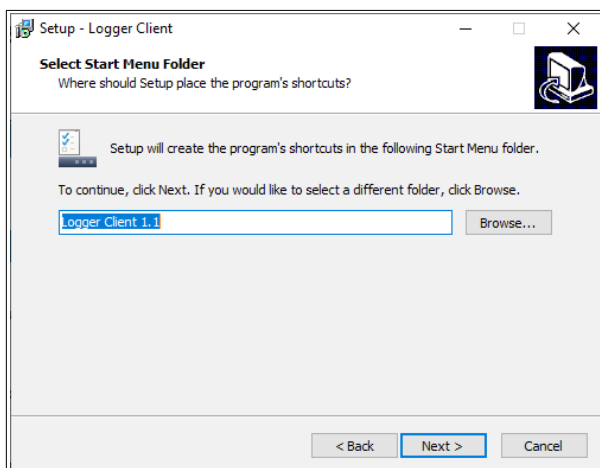 Setup - Logger Client
Select Start Menu Folder
Where should Setup place the program's shortcuts?
Setup will create the program's shortcuts in the following Start Menu folder.
To continue, click Next. If you would like to select a different folder, click Browse.
Logger Client 1.1
Browse...
< Back
Next >
Cancel